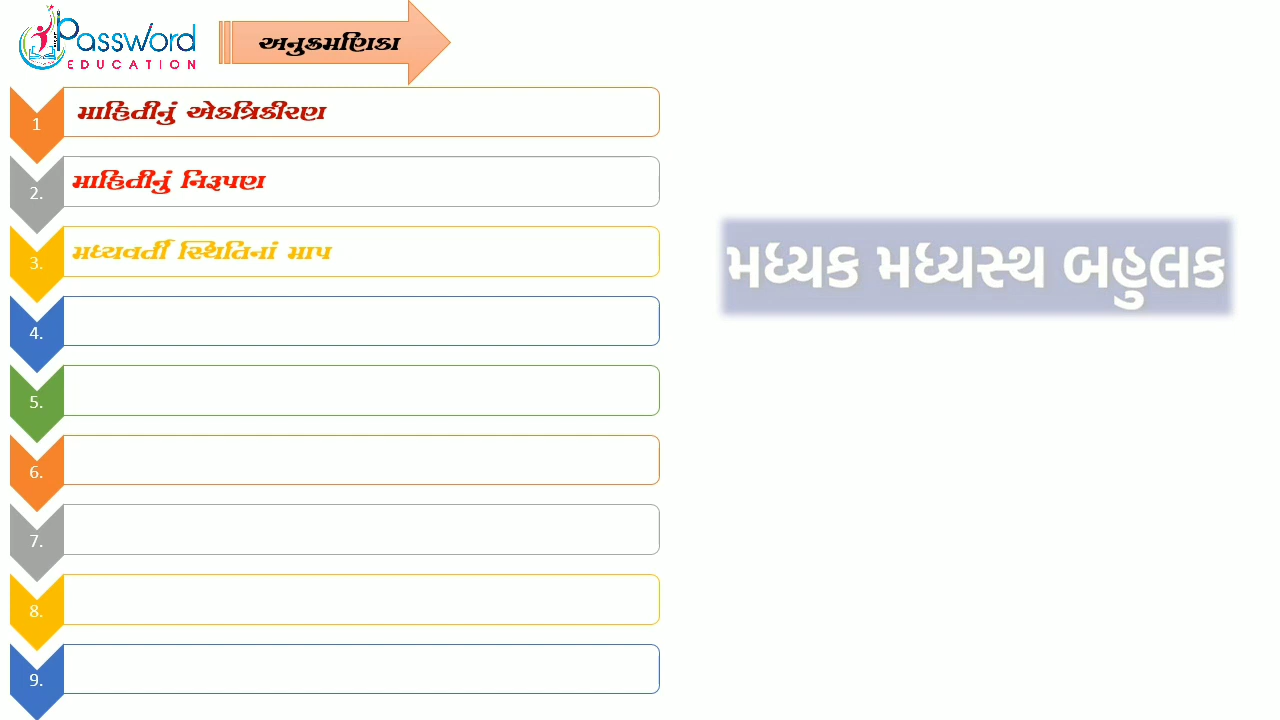 Password
EDUCATION
અનુક્રમણિકા
1 માહિતીનું એકત્રિકીરણ
2. માહિતીનું નિરૂપણ
3. મધ્યવર્તી સ્થિતિનાં માપ
4.
5.
6.
7.
8.
9.
મધ્યક મધ્યસ્થ બહુલક